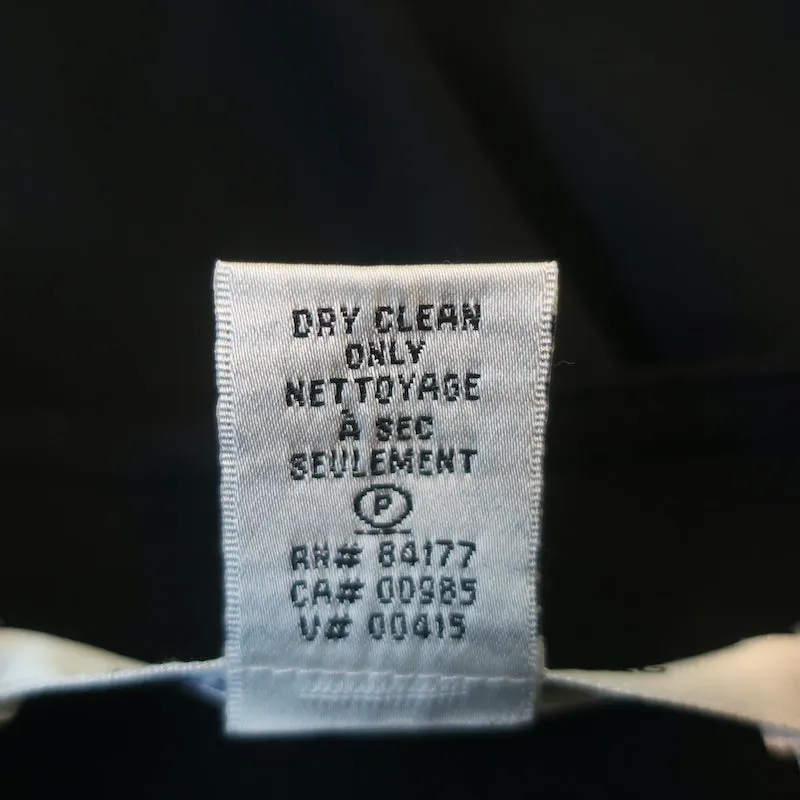 DRY CLEAN
ONLY
NETTOYAGE
À SEC
SEULEMENT
P
RN# 84177
CA# 00985
V# 00415